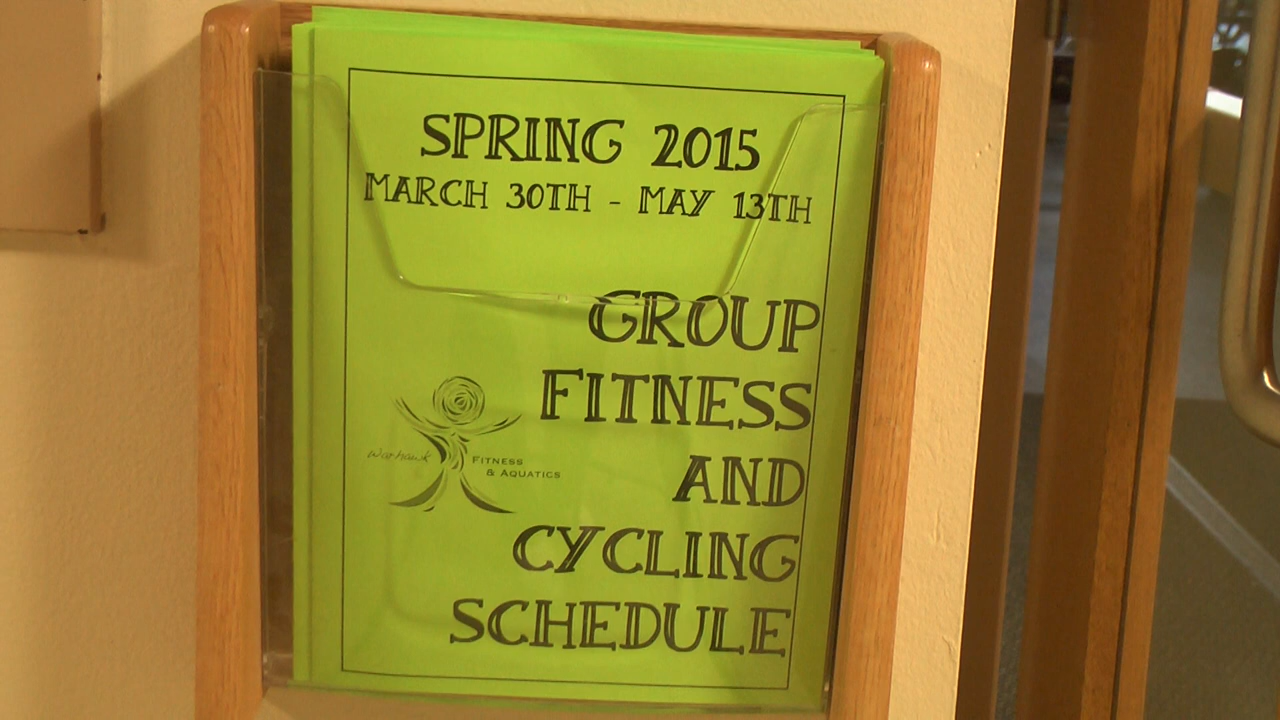 SPRING 2015
MARCH 30TH - MAY 13TH
GROUP
FITNESS
AND
CYCLING
SCHEDULE
Warhawk FITNESS
& AQUATICS